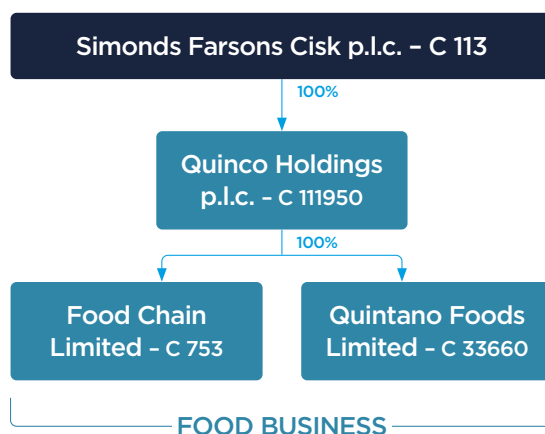 Simonds Farsons Cisk p.l.c. – C 113
100%
Quinco Holdings
p.l.c. – C 111950
100%
Food Chain
Limited – C 753
Quintano Foods
Limited – C 33660
FOOD BUSINESS